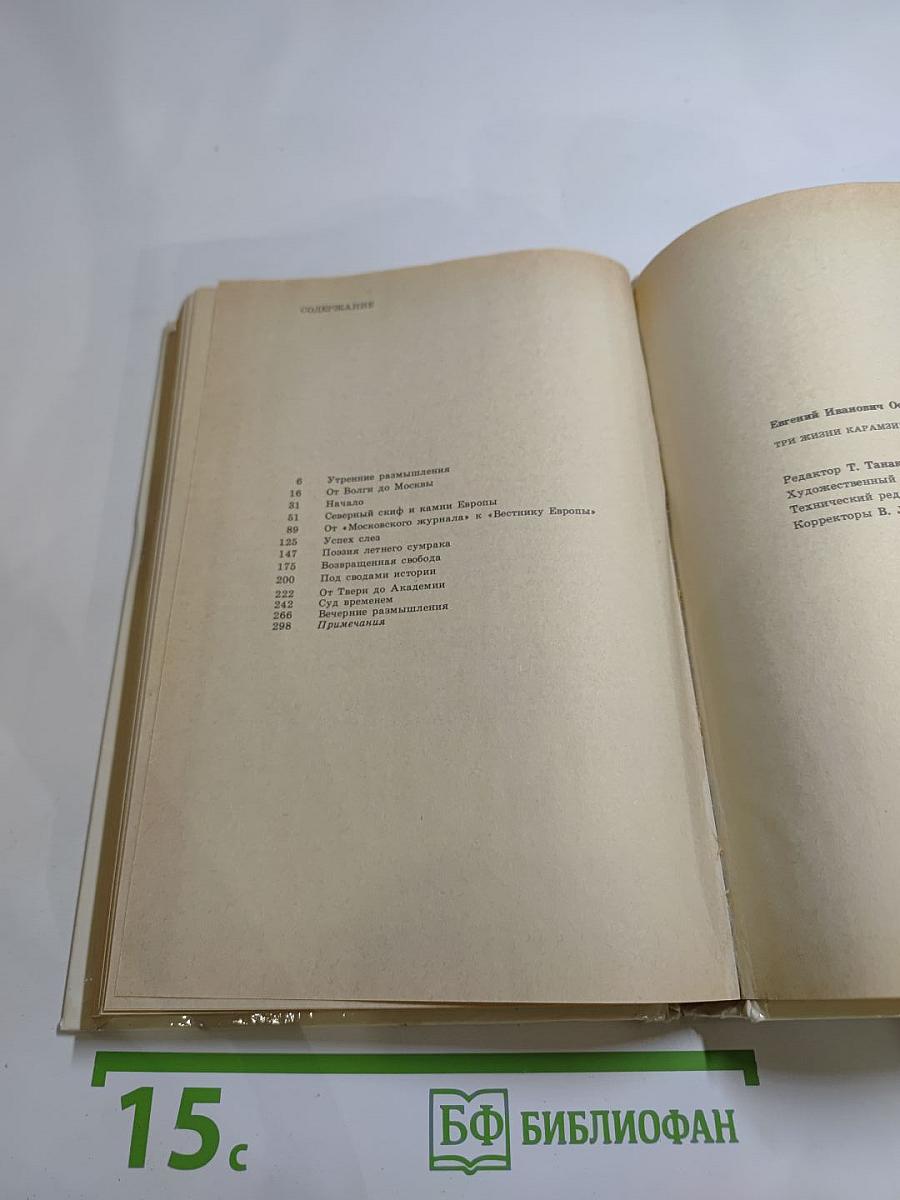 СОДЕРЖАНИЕ
6 Утренние размышления
16 От Волги до Москвы
31 Начало
51 Северный скиф и камни Европы
89 От «Московского журнала» к «Вестнику Европы»
125 Успех слез
147 Поэзия летнего сумрака
175 Возвращенная свобода
200 Под сводами истории
222 От Твери до Академии
242 Суд временем
266 Вечерние размышления
298 Примечания
Евгений Иванович
ТРИ ЖИЗНИ
Редактор Т.
Художественный
Технический
Корректоры В.
15 с
БФ БИБЛИОФАН